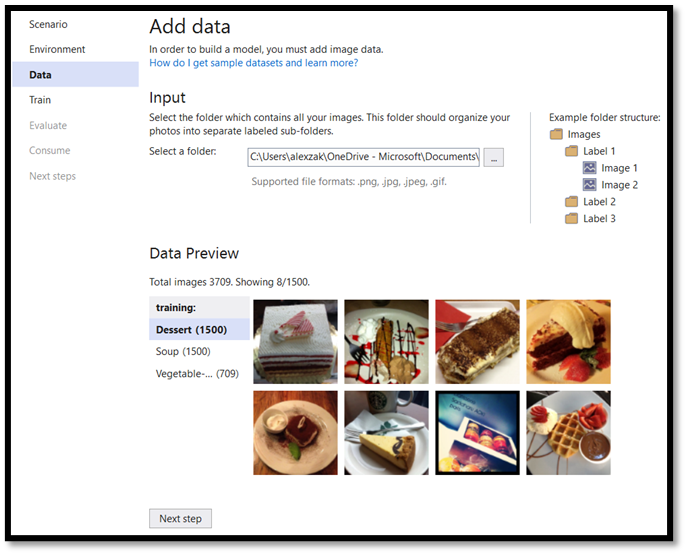 Scenario
Environment
Data
Train
Evaluate
Consume
Next steps
Add data
In order to build a model, you must add image data.
How do I get sample datasets and learn more?
Input
Select the folder which contains all your images. This folder should organize your
photos into separate labeled sub-folders.
Select a folder:
C:\Users\alexzak\OneDrive - Microsoft\Documents\
...
Supported file formats: .png, .jpg, .jpeg, .gif.
Example folder structure:
Images
Label 1
Image 1
Image 2
Label 2
Label 3
Data Preview
Total images 3709. Showing 8/1500.
training:
Dessert (1500)
Soup (1500)
Vegetable-... (709)
Next step